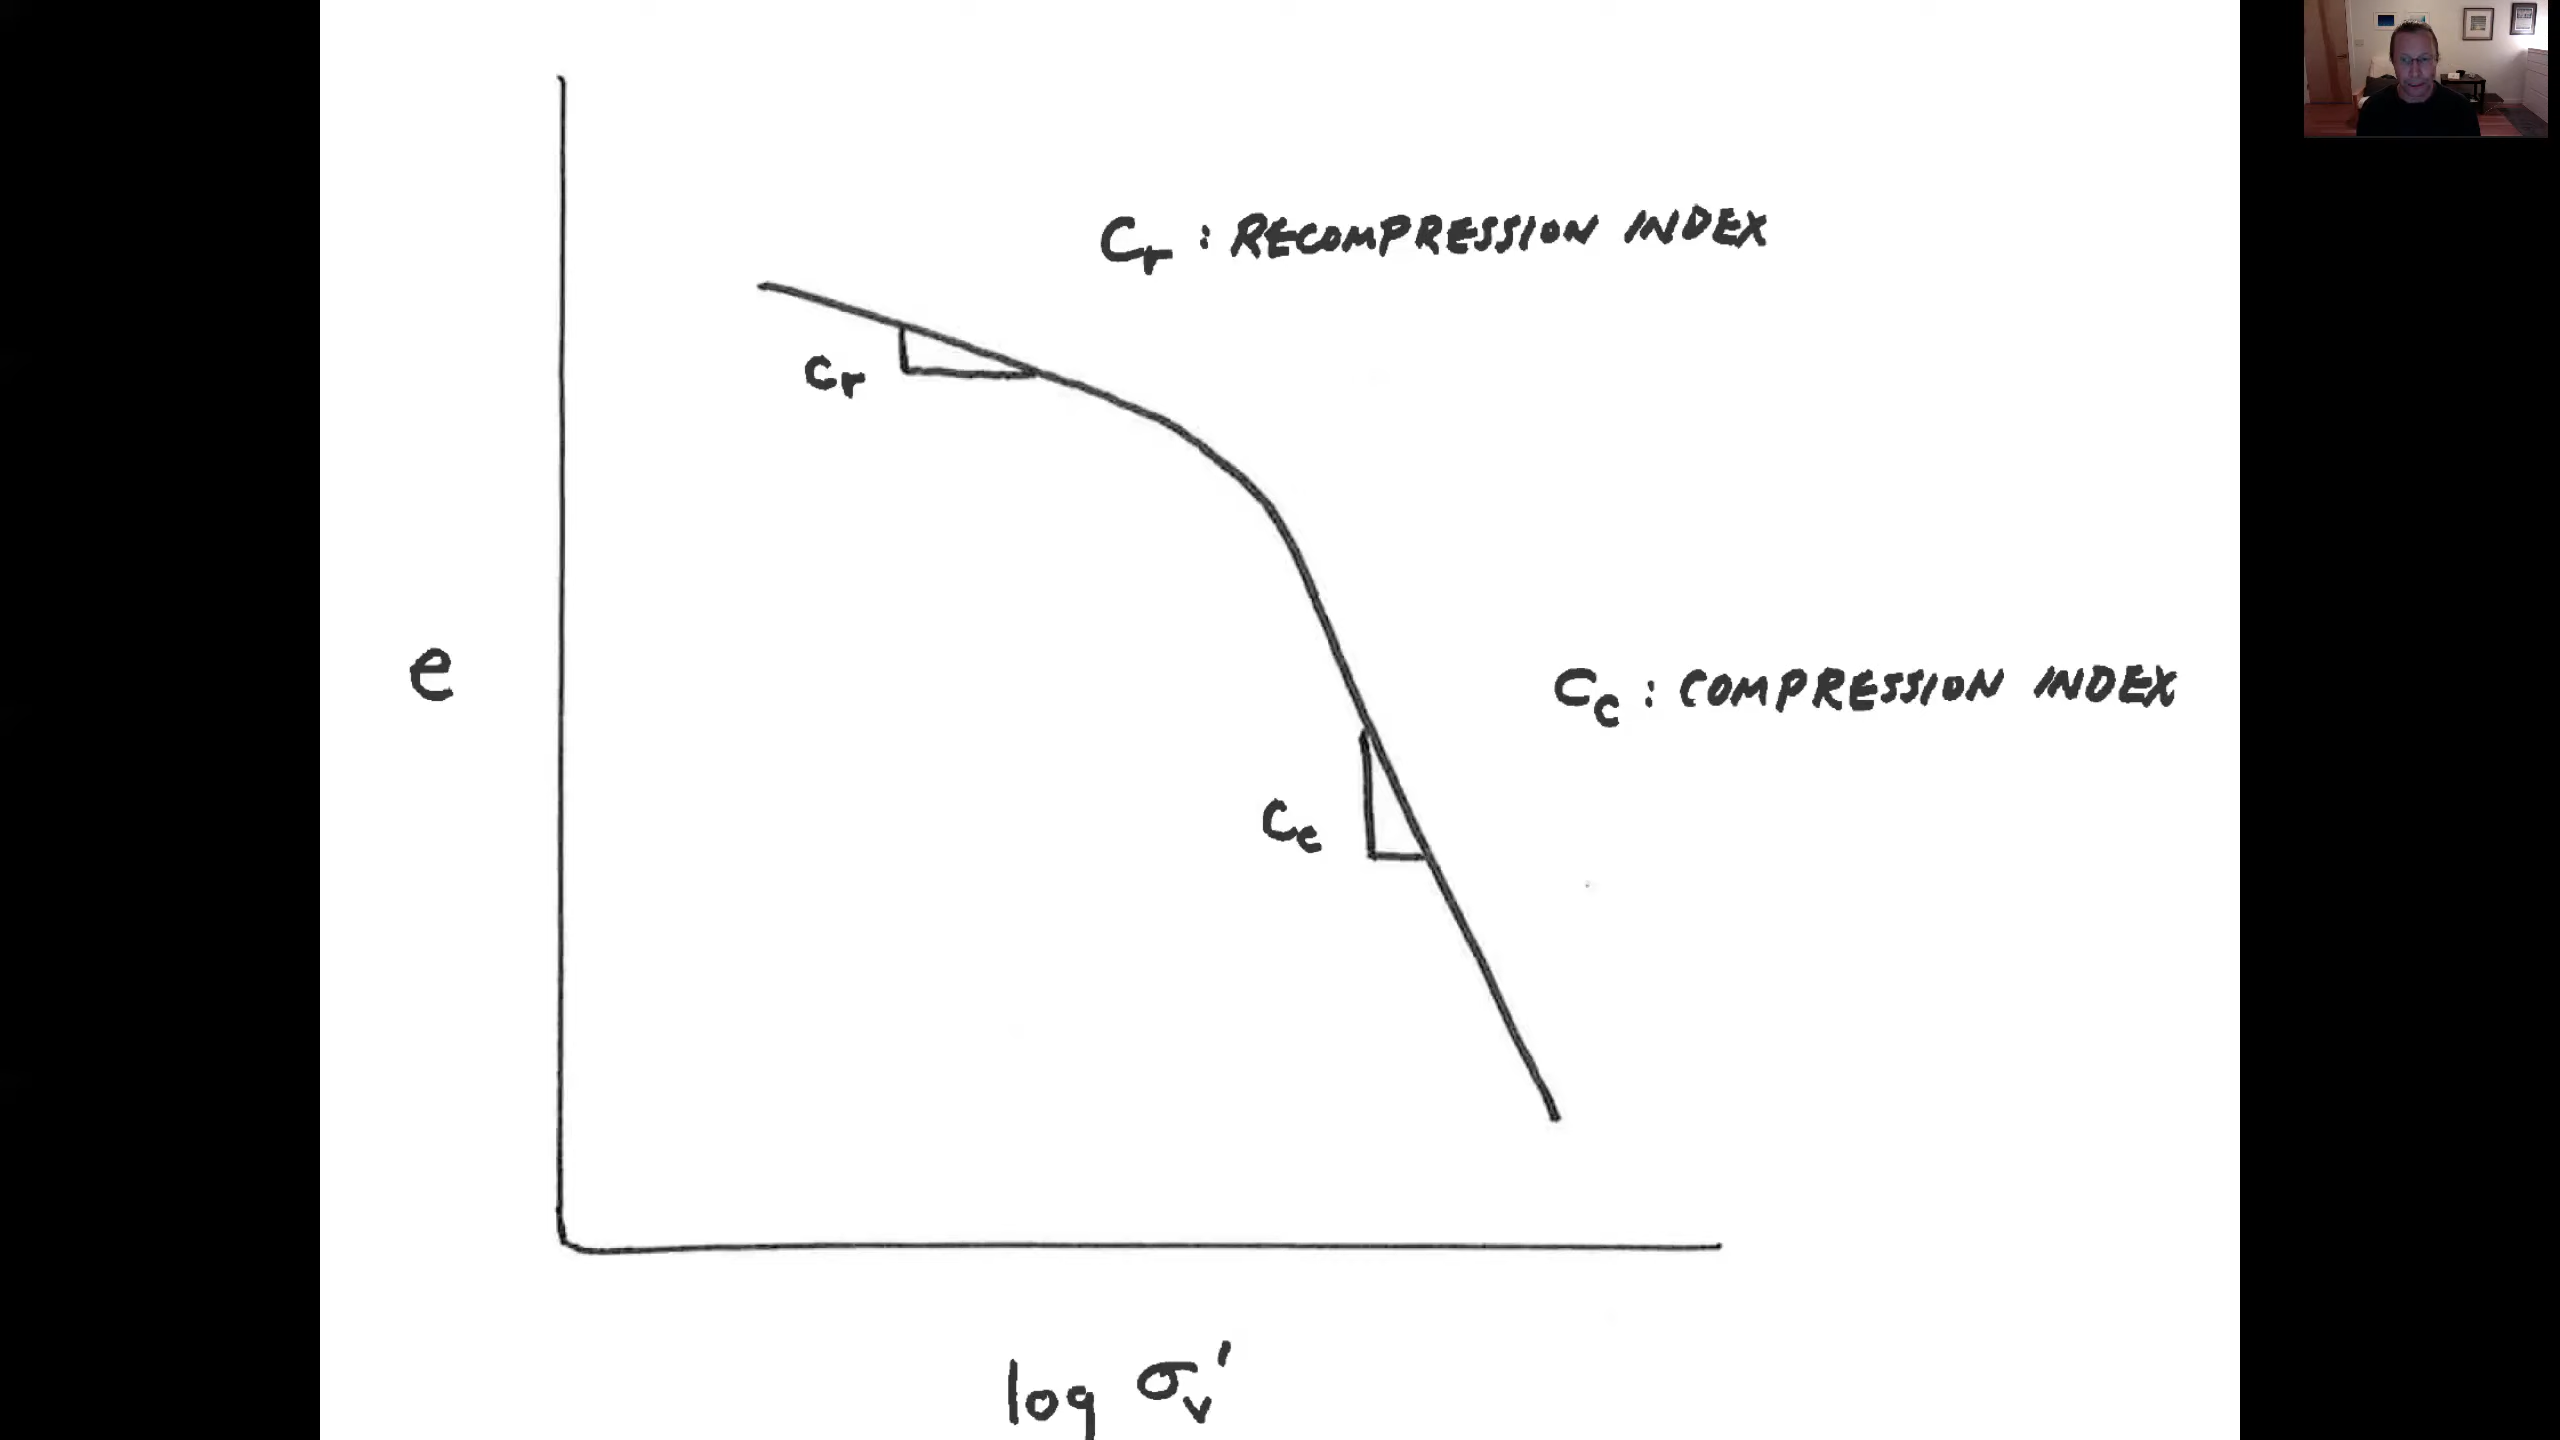 Cr : RECOMPRESSION INDEX
Cr
e
Cc : COMPRESSION INDEX
Cc
log σv'